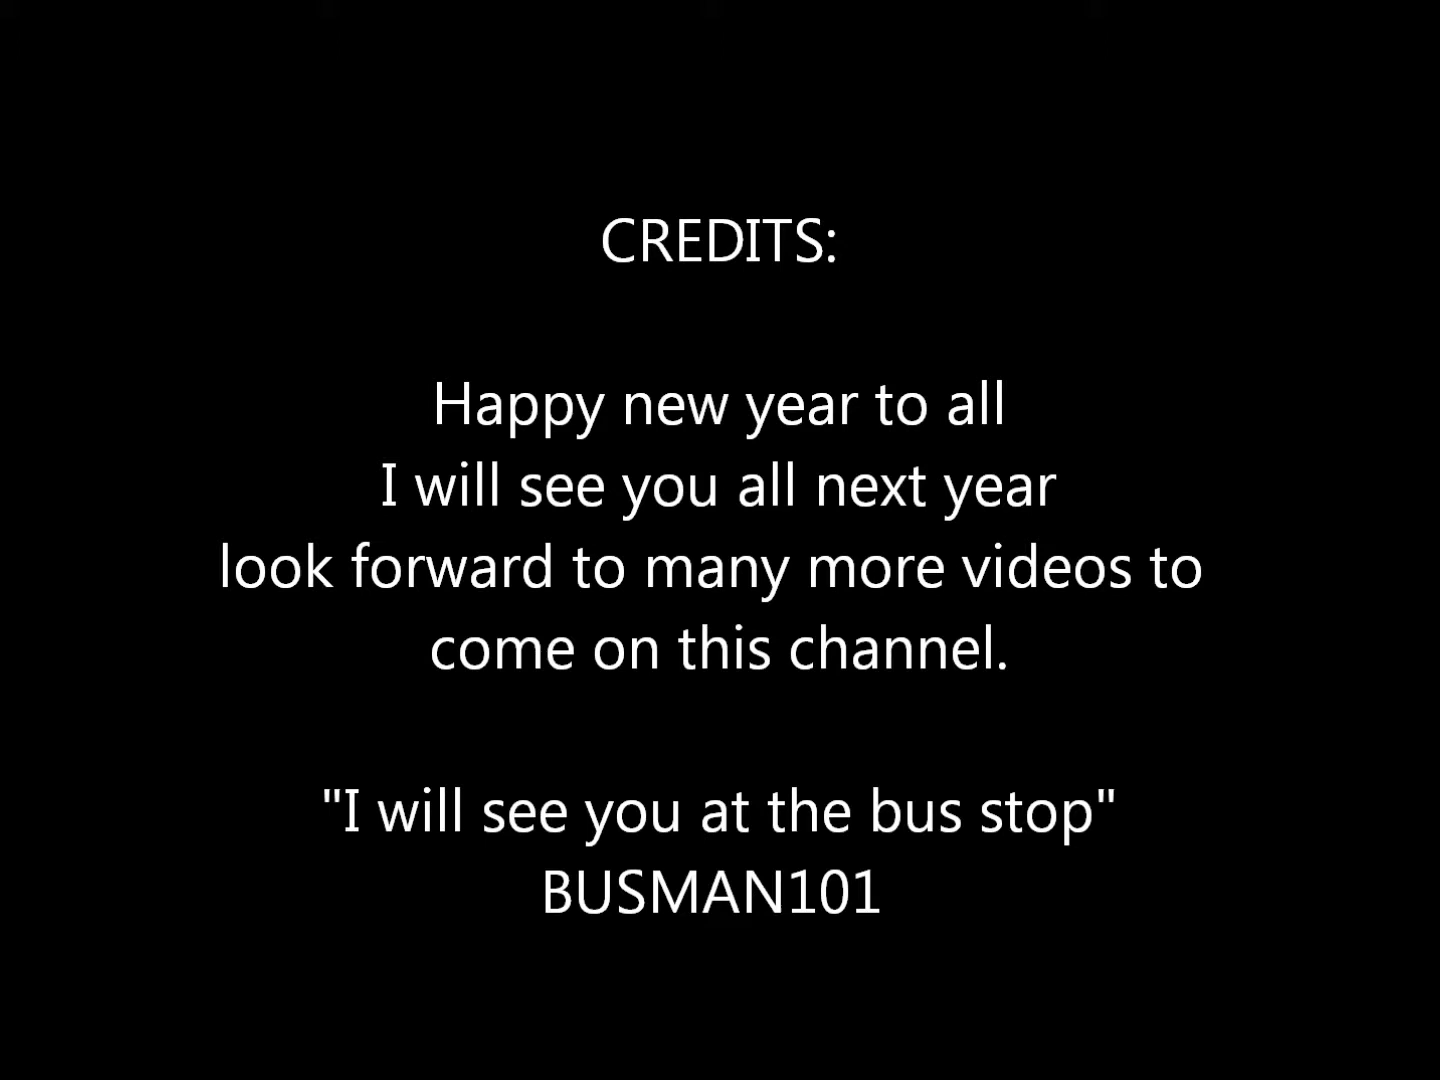 CREDITS:
Happy new year to all
I will see you all next year
look forward to many more videos to
come on this channel.
"I will see you at the bus stop"
BUSMAN101